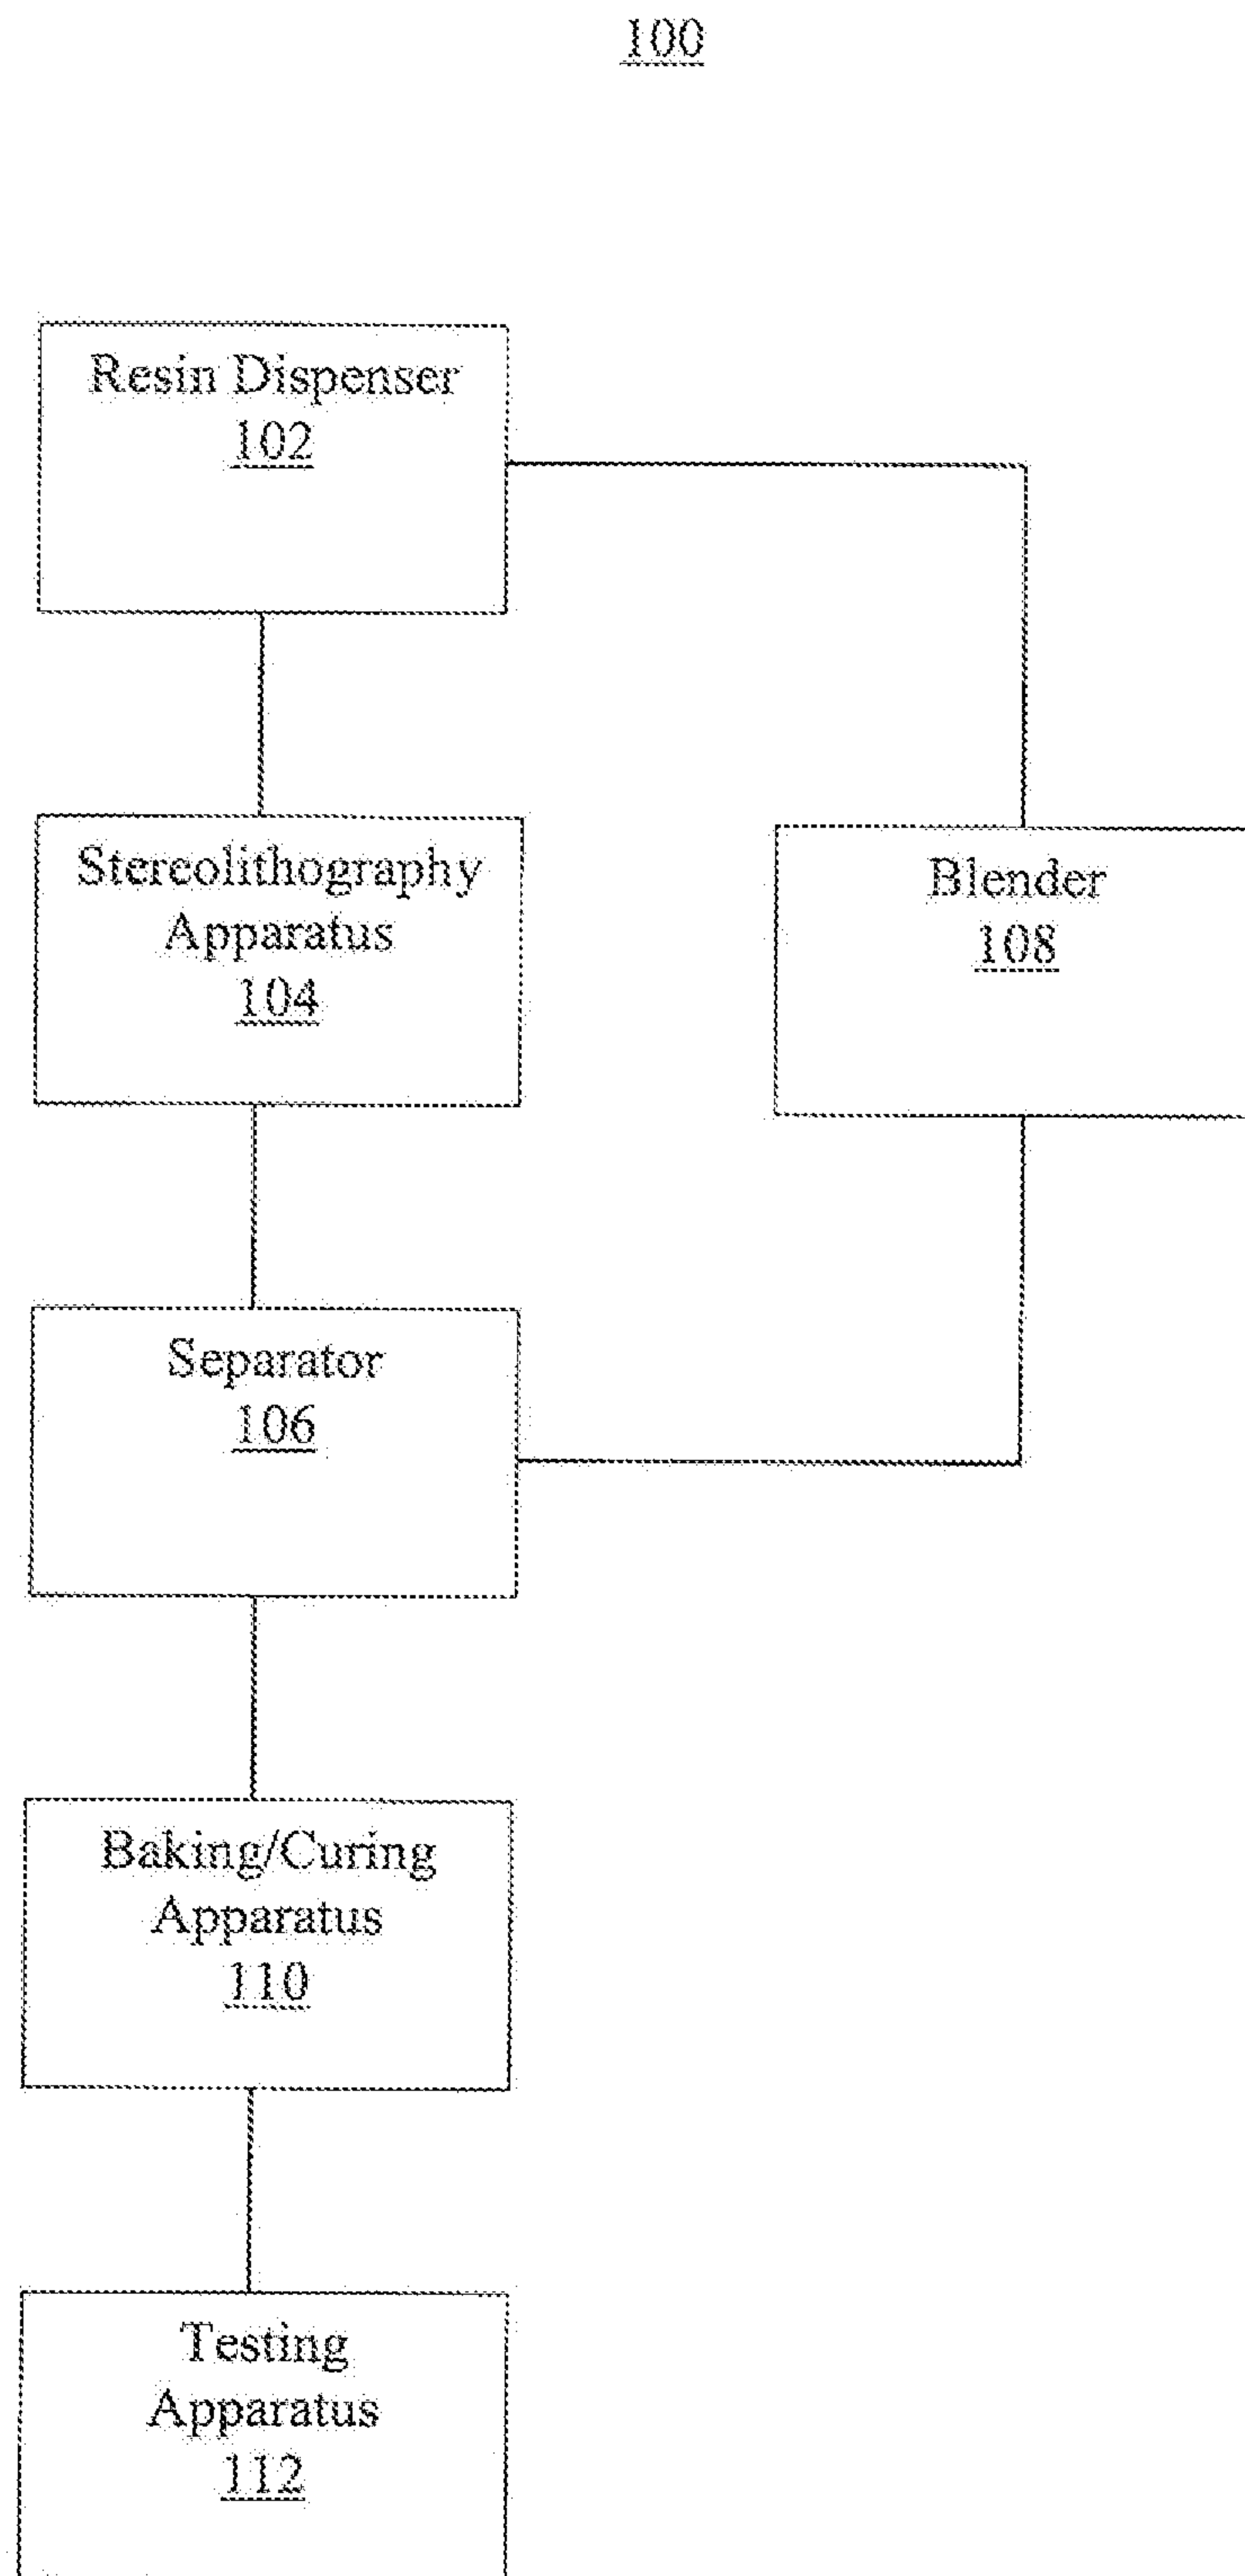 100
Resin Dispenser
102
Stereolithography
Apparatus
104
Blender
108
Separator
106
Baking/Curing
Apparatus
110
Testing
Apparatus
112